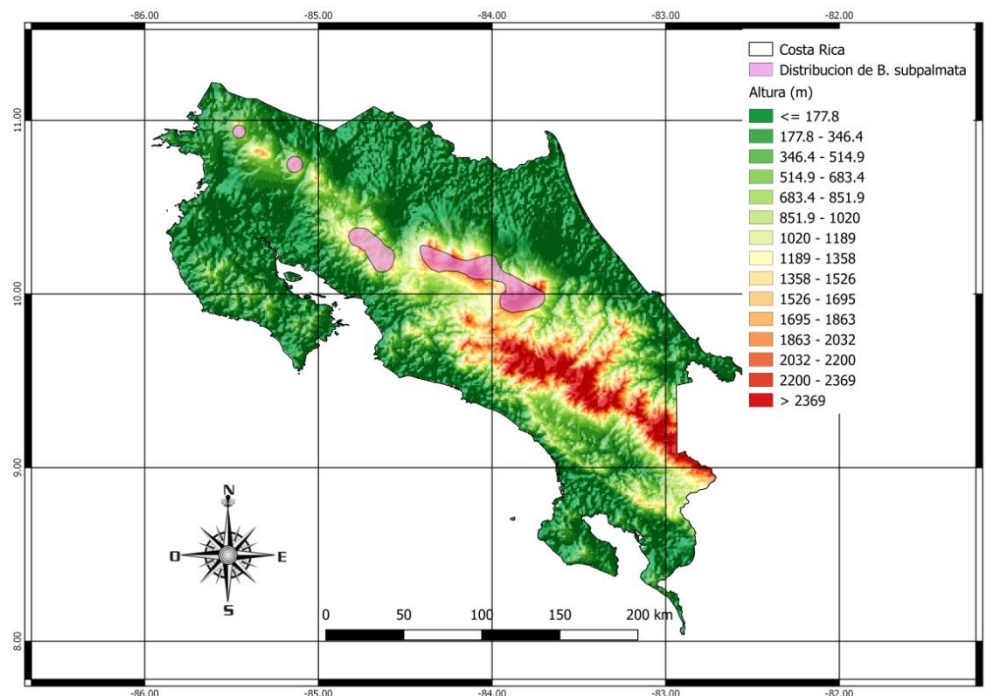 -86.00 -85.00 -84.00 -83.00 -82.00
Costa Rica
Distribucion de B. subpalmata
Altura (m)
<= 177.8
177.8 - 346.4
346.4 - 514.9
514.9 - 683.4
683.4 - 851.9
851.9 - 1020
1020 - 1189
1189 - 1358
1358 - 1526
1526 - 1695
1695 - 1863
1863 - 2032
2032 - 2200
2200 - 2369
> 2369
11.00
10.00
9.00
8.00
N
O E
S
0 50 100 150 200 km
-86.00 -85.00 -84.00 -83.00 -82.00